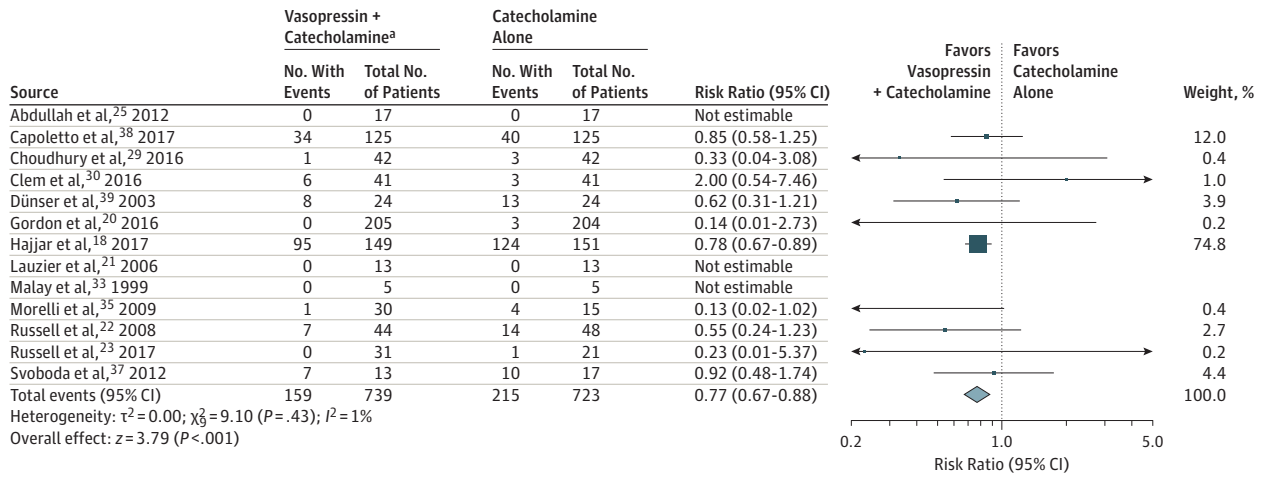 Vasopressin + Catecholamineᵃ Catecholamine Alone
Favors Vasopressin + Catecholamine Favors Catecholamine Alone
Source No. With Events Total No. of Patients No. With Events Total No. of Patients Risk Ratio (95% CI) Weight, %
Abdullah et al,²⁵ 2012 0 17 0 17 Not estimable
Capoletto et al,³⁸ 2017 34 125 40 125 0.85 (0.58-1.25) 12.0
Choudhury et al,²⁹ 2016 1 42 3 42 0.33 (0.04-3.08) 0.4
Clem et al,³⁰ 2016 6 41 3 41 2.00 (0.54-7.46) 1.0
Dünser et al,³⁹ 2003 8 24 13 24 0.62 (0.31-1.21) 3.9
Gordon et al,²⁰ 2016 0 205 3 204 0.14 (0.01-2.73) 0.2
Hajjar et al,¹⁸ 2017 95 149 124 151 0.78 (0.67-0.89) 74.8
Lauzier et al,²¹ 2006 0 13 0 13 Not estimable
Malay et al,³³ 1999 0 5 0 5 Not estimable
Morelli et al,³⁵ 2009 1 30 4 15 0.13 (0.02-1.02) 0.4
Russell et al,²² 2008 7 44 14 48 0.55 (0.24-1.23) 2.7
Russell et al,²³ 2017 0 31 1 21 0.23 (0.01-5.37) 0.2
Svoboda et al,³⁷ 2012 7 13 10 17 0.92 (0.48-1.74) 4.4
Total events (95% CI) 159 739 215 723 0.77 (0.67-0.88) 100.0
Heterogeneity: τ² = 0.00; χ²₉ = 9.10 (P = .43); I² = 1%
Overall effect: z = 3.79 (P <.001)
0.2 1.0 5.0
Risk Ratio (95% CI)